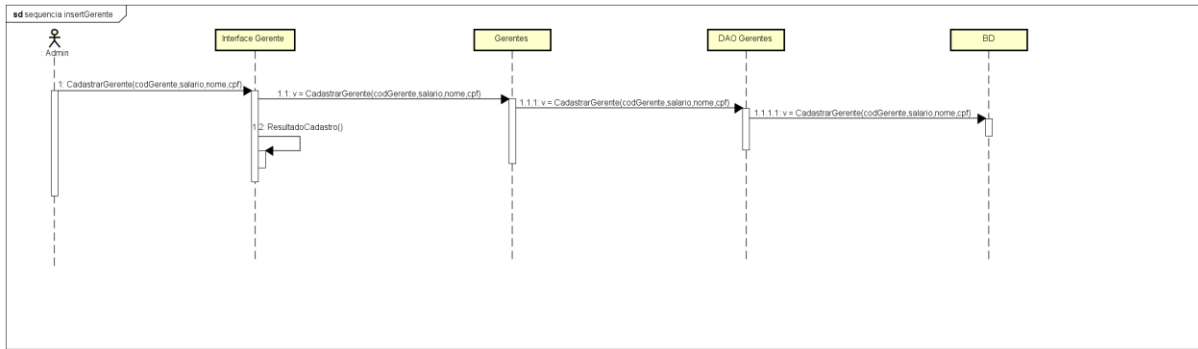 sd sequencia insertGerente
: Admin
Interface Gerente
Gerentes
DAO Gerentes
BD
1: CadastrarGerente(codGerente,salario,nome,cpf)
1.1: v = CadastrarGerente(codGerente,salario,nome,cpf)
1.1.1: v = CadastrarGerente(codGerente,salario,nome,cpf)
1.1.1.1: v = CadastrarGerente(codGerente,salario,nome,cpf)
1.2: ResultadoCadastro()